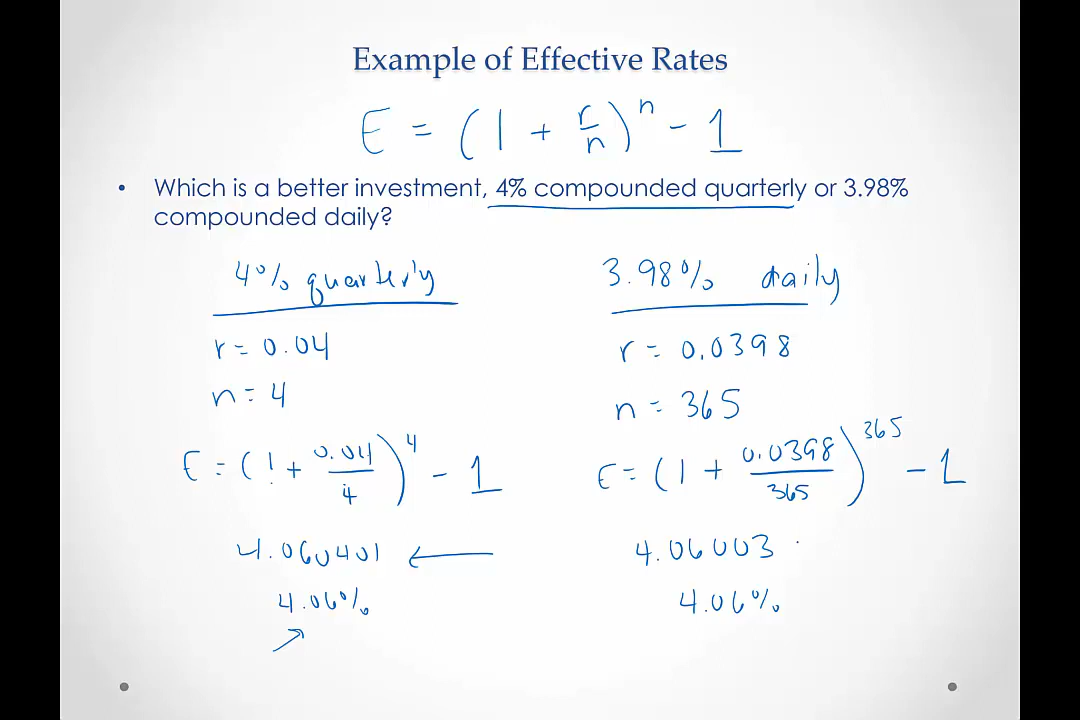 Example of Effective Rates
E = (1 + r/n)^n - 1
• Which is a better investment, 4% compounded quarterly or 3.98%
compounded daily?
4% quarterly
r = 0.04
n = 4
E = (1 + 0.04/4)^4 - 1
4.060401
4.06%
3.98% daily
r = 0.0398
n = 365
E = (1 + 0.0398/365)^365 - 1
4.06003
4.06%